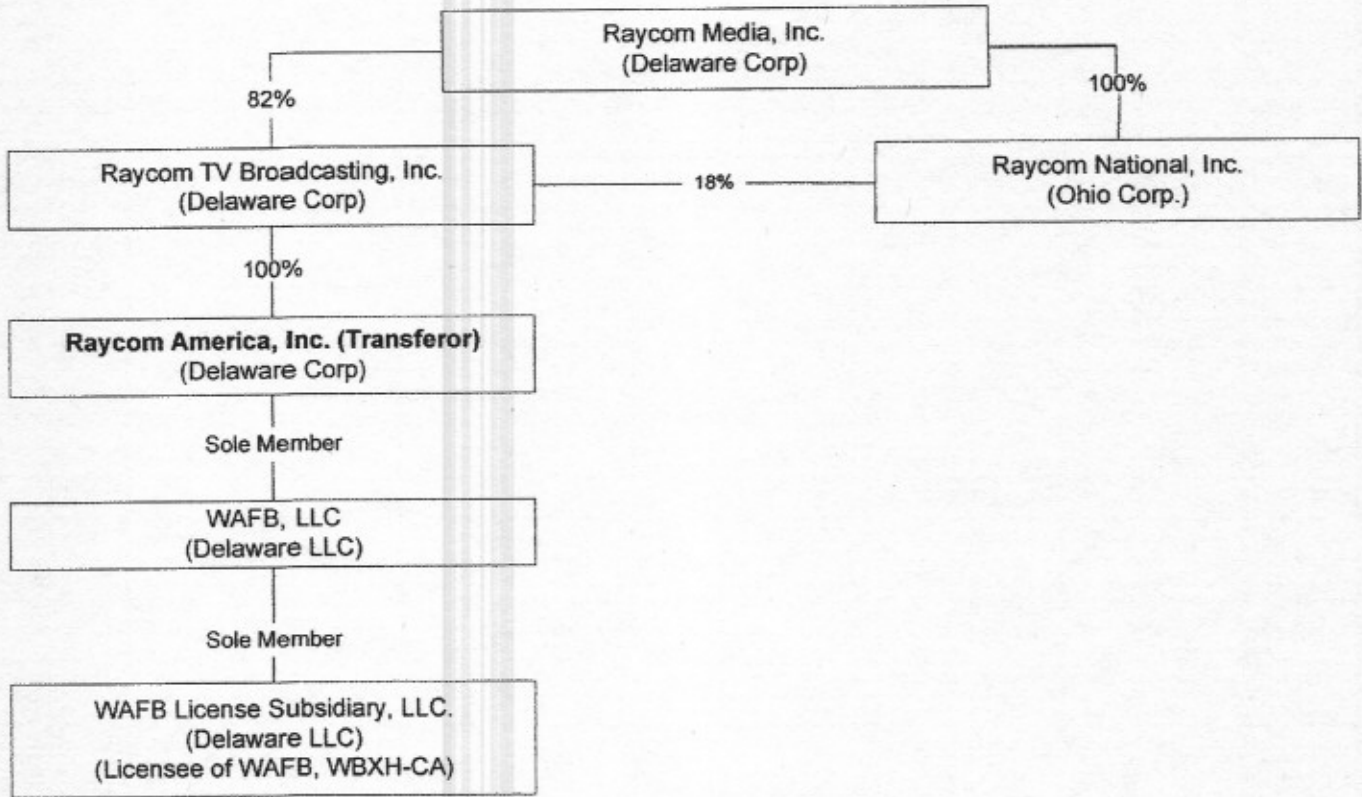 Raycom Media, Inc.
(Delaware Corp)
82%
100%
Raycom TV Broadcasting, Inc.
(Delaware Corp)
18%
Raycom National, Inc.
(Ohio Corp.)
100%
Raycom America, Inc. (Transferor)
(Delaware Corp)
Sole Member
WAFB, LLC
(Delaware LLC)
Sole Member
WAFB License Subsidiary, LLC.
(Delaware LLC)
(Licensee of WAFB, WBXH-CA)